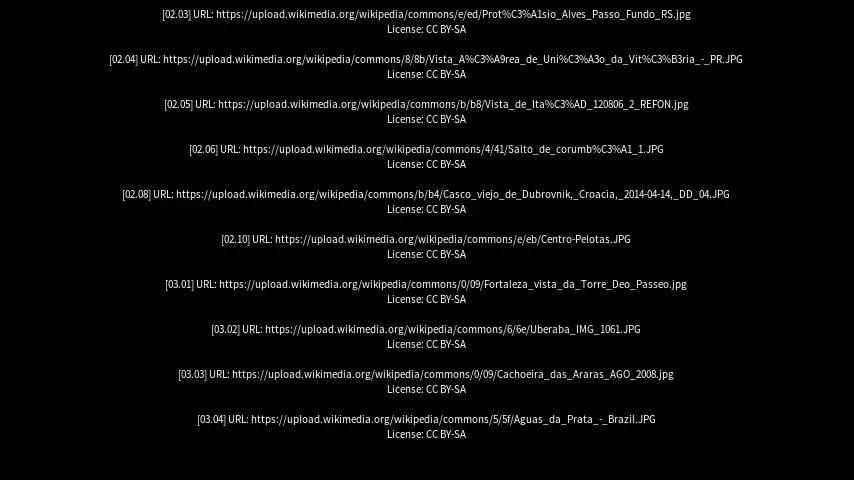 [02.03] URL: https://upload.wikimedia.org/wikipedia/commons/e/ed/Prot%C3%A1sio_Alves_Passo_Fundo_RS.jpg
License: CC BY-SA
[02.04] URL: https://upload.wikimedia.org/wikipedia/commons/8/8b/Vista_A%C3%A9rea_de_Uni%C3%A3o_da_Vit%C3%B3ria_-_PR.JPG
License: CC BY-SA
[02.05] URL: https://upload.wikimedia.org/wikipedia/commons/b/b8/Vista_de_Ita%C3%AD_120806_2_REFON.jpg
License: CC BY-SA
[02.06] URL: https://upload.wikimedia.org/wikipedia/commons/4/41/Salto_de_corumb%C3%A1_1.JPG
License: CC BY-SA
[02.08] URL: https://upload.wikimedia.org/wikipedia/commons/b/b4/Casco_viejo_de_Dubrovnik,_Croacia,_2014-04-14,_DD_04.JPG
License: CC BY-SA
[02.10] URL: https://upload.wikimedia.org/wikipedia/commons/e/eb/Centro-Pelotas.JPG
License: CC BY-SA
[03.01] URL: https://upload.wikimedia.org/wikipedia/commons/0/09/Fortaleza_vista_da_Torre_Deo_Passeo.jpg
License: CC BY-SA
[03.02] URL: https://upload.wikimedia.org/wikipedia/commons/6/6e/Uberaba_IMG_1061.JPG
License: CC BY-SA
[03.03] URL: https://upload.wikimedia.org/wikipedia/commons/0/09/Cachoeira_das_Araras_AGO_2008.jpg
License: CC BY-SA
[03.04] URL: https://upload.wikimedia.org/wikipedia/commons/5/5f/Aguas_da_Prata_-_Brazil.JPG
License: CC BY-SA